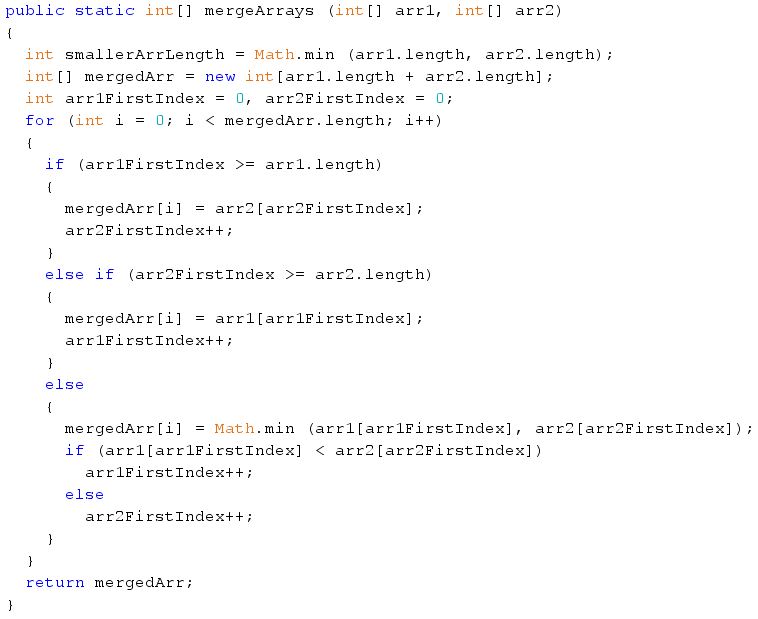 public static int[] mergeArrays (int[] arr1, int[] arr2)
{
  int smallerArrLength = Math.min (arr1.length, arr2.length);
  int[] mergedArr = new int[arr1.length + arr2.length];
  int arr1FirstIndex = 0, arr2FirstIndex = 0;
  for (int i = 0; i < mergedArr.length; i++)
  {
    if (arr1FirstIndex >= arr1.length)
    {
      mergedArr[i] = arr2[arr2FirstIndex];
      arr2FirstIndex++;
    }
    else if (arr2FirstIndex >= arr2.length)
    {
      mergedArr[i] = arr1[arr1FirstIndex];
      arr1FirstIndex++;
    }
    else
    {
      mergedArr[i] = Math.min (arr1[arr1FirstIndex], arr2[arr2FirstIndex]);
      if (arr1[arr1FirstIndex] < arr2[arr2FirstIndex])
        arr1FirstIndex++;
      else
        arr2FirstIndex++;
    }
  }
  return mergedArr;
}